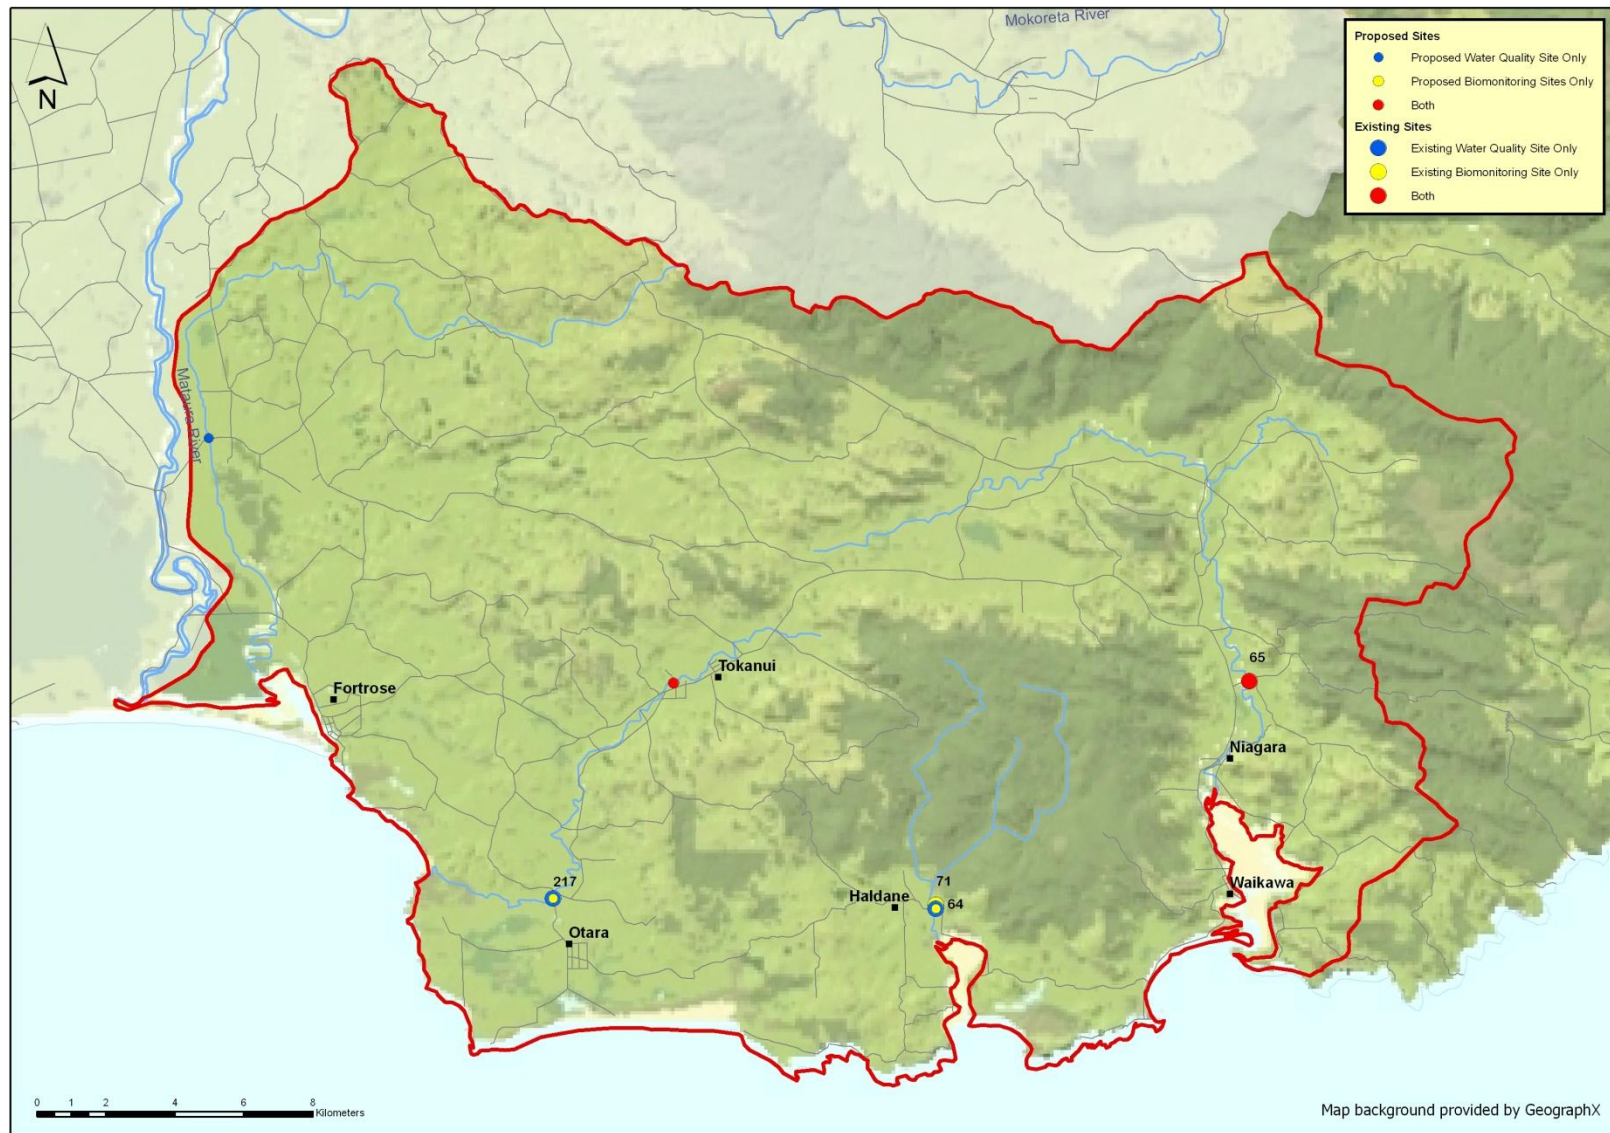 Mokoreta River
N
Proposed Sites
Proposed Water Quality Site Only
Proposed Biomonitoring Sites Only
Both
Existing Sites
Existing Water Quality Site Only
Existing Biomonitoring Site Only
Both
Mataura River
65
Tokanui
Fortrose
Niagara
217
71
Haldane
64
Waikawa
Otara
0 1 2 4 6 8
Kilometers
Map background provided by GeographX